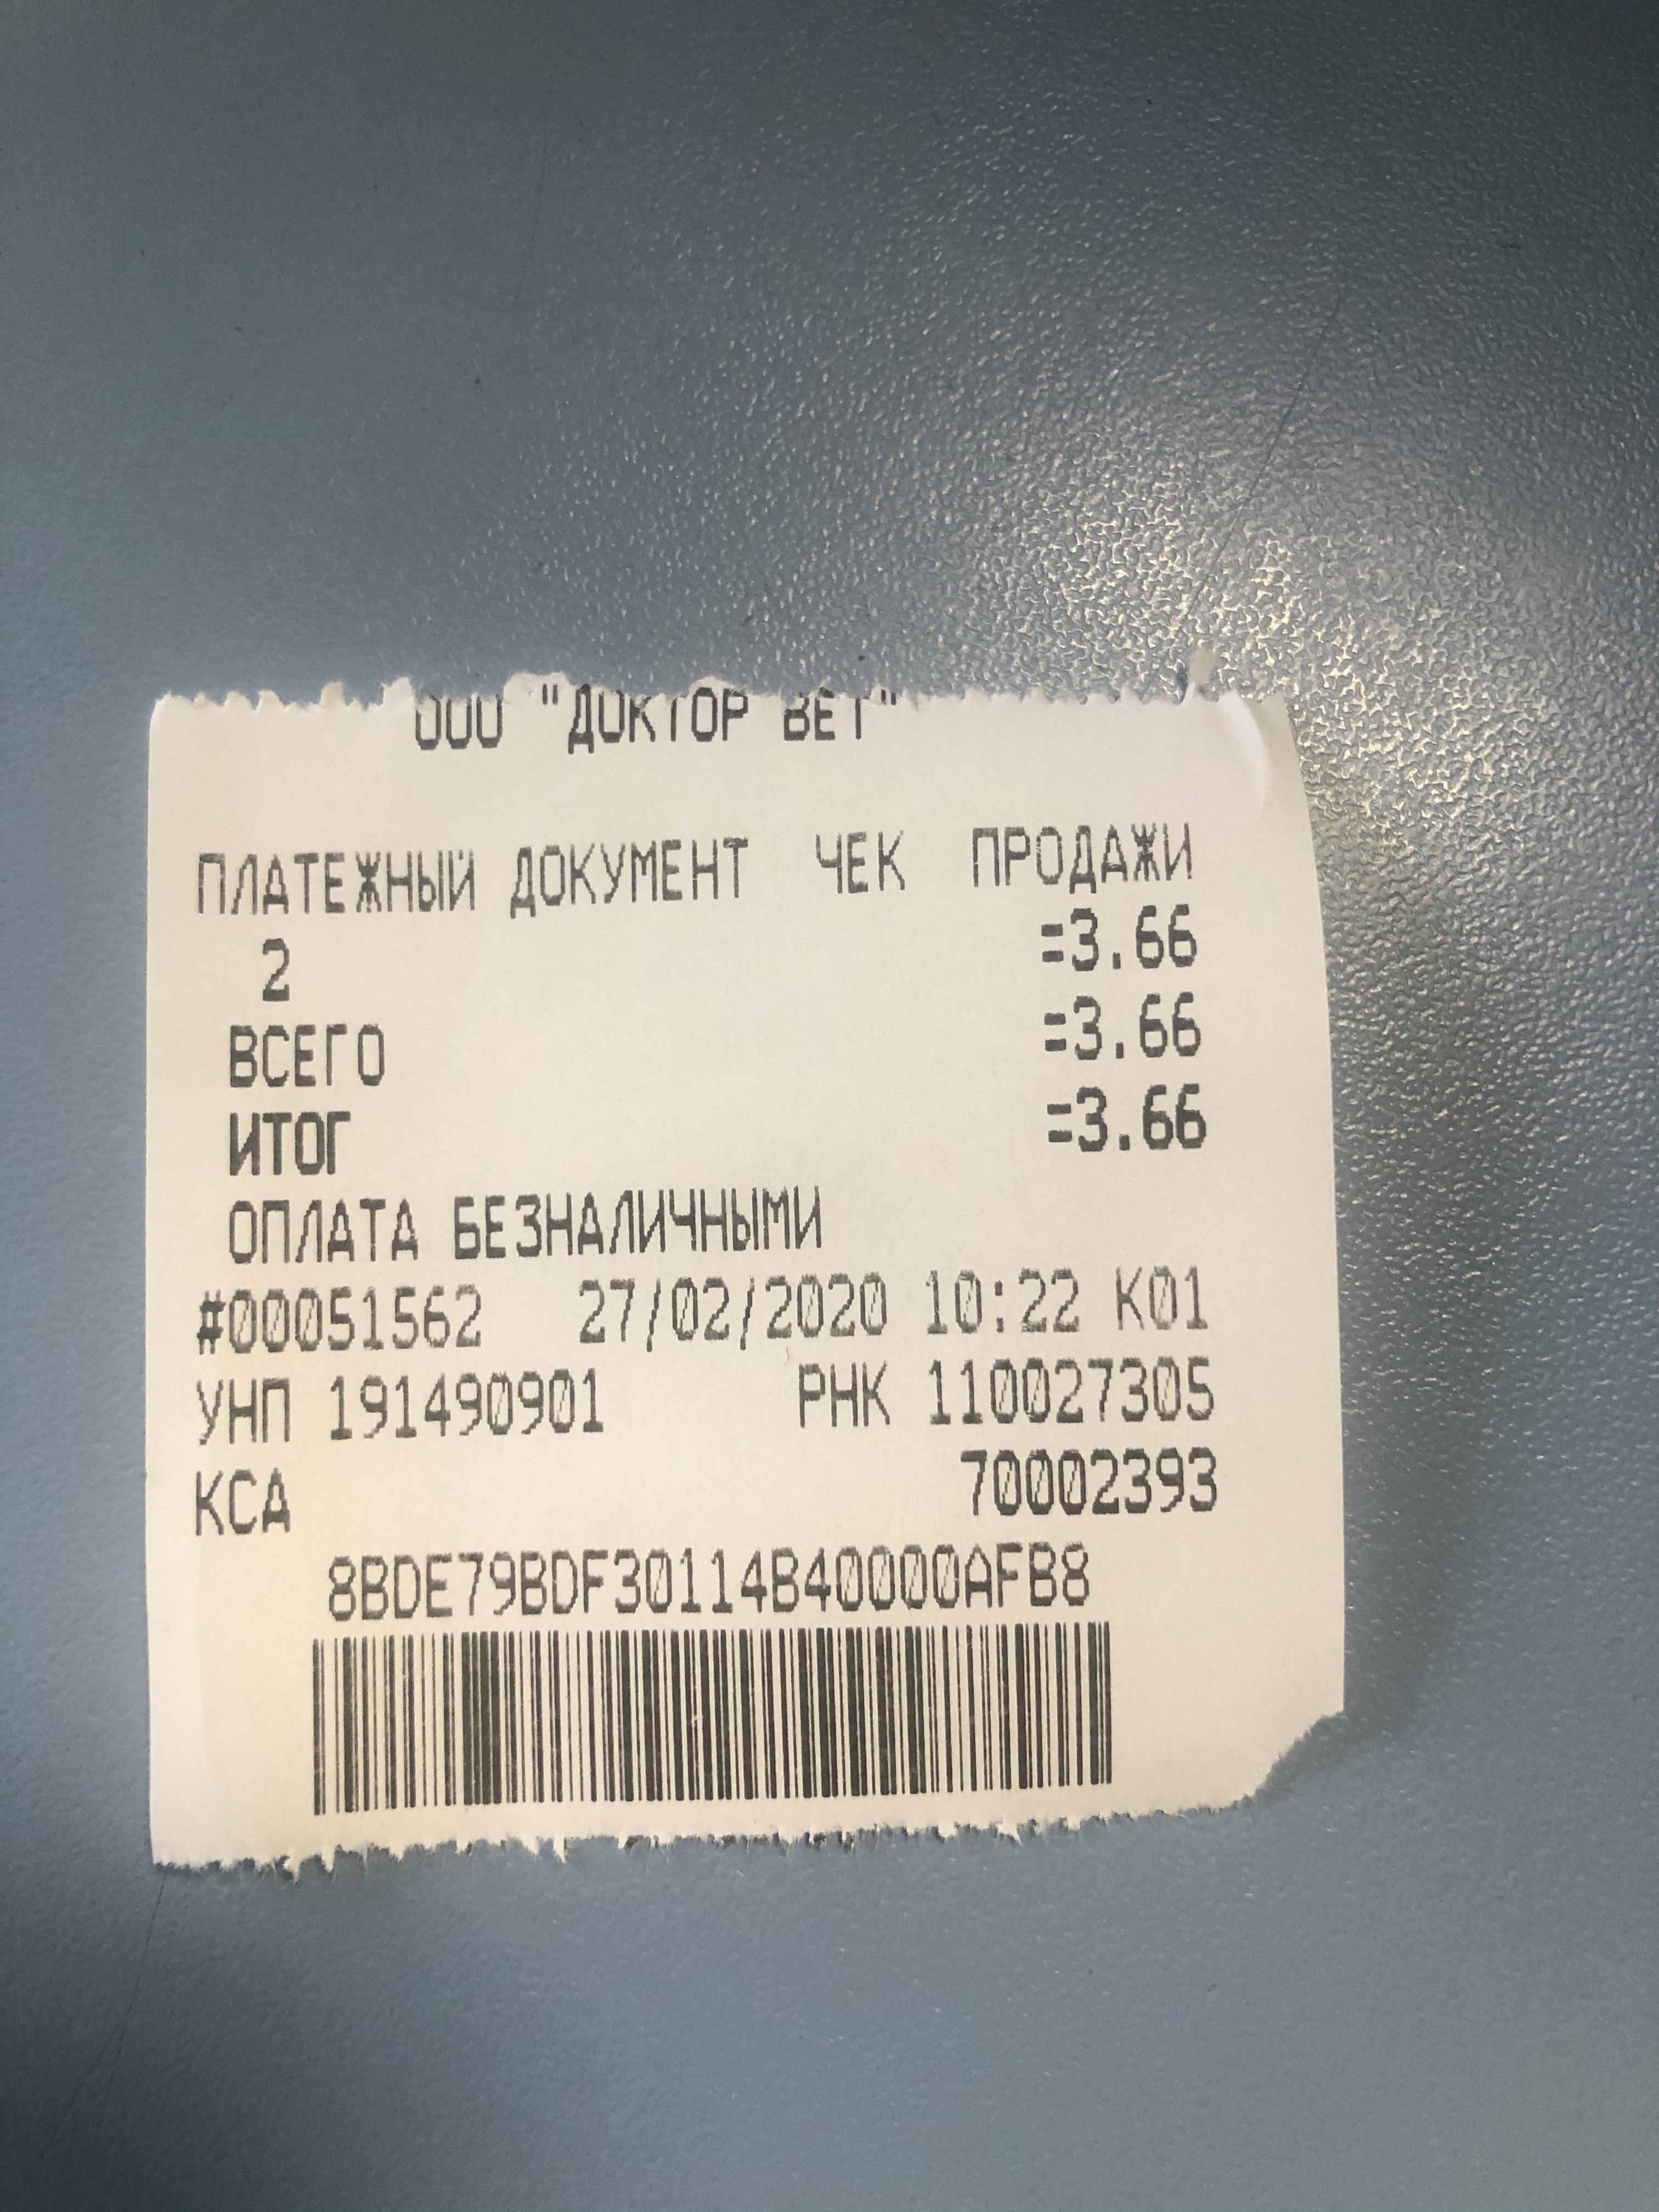 ООО "ДОКТОР ВЕТ"
ПЛАТЕЖНЫЙ ДОКУМЕНТ ЧЕК ПРОДАЖИ
2 =3.66
ВСЕГО =3.66
ИТОГ =3.66
ОПЛАТА БЕЗНАЛИЧНЫМИ
#00051562 27/02/2020 10:22 К01
УНП 191490901 РНК 110027305
КСА 70002393
8BDE79BDF30114B40000AFB8